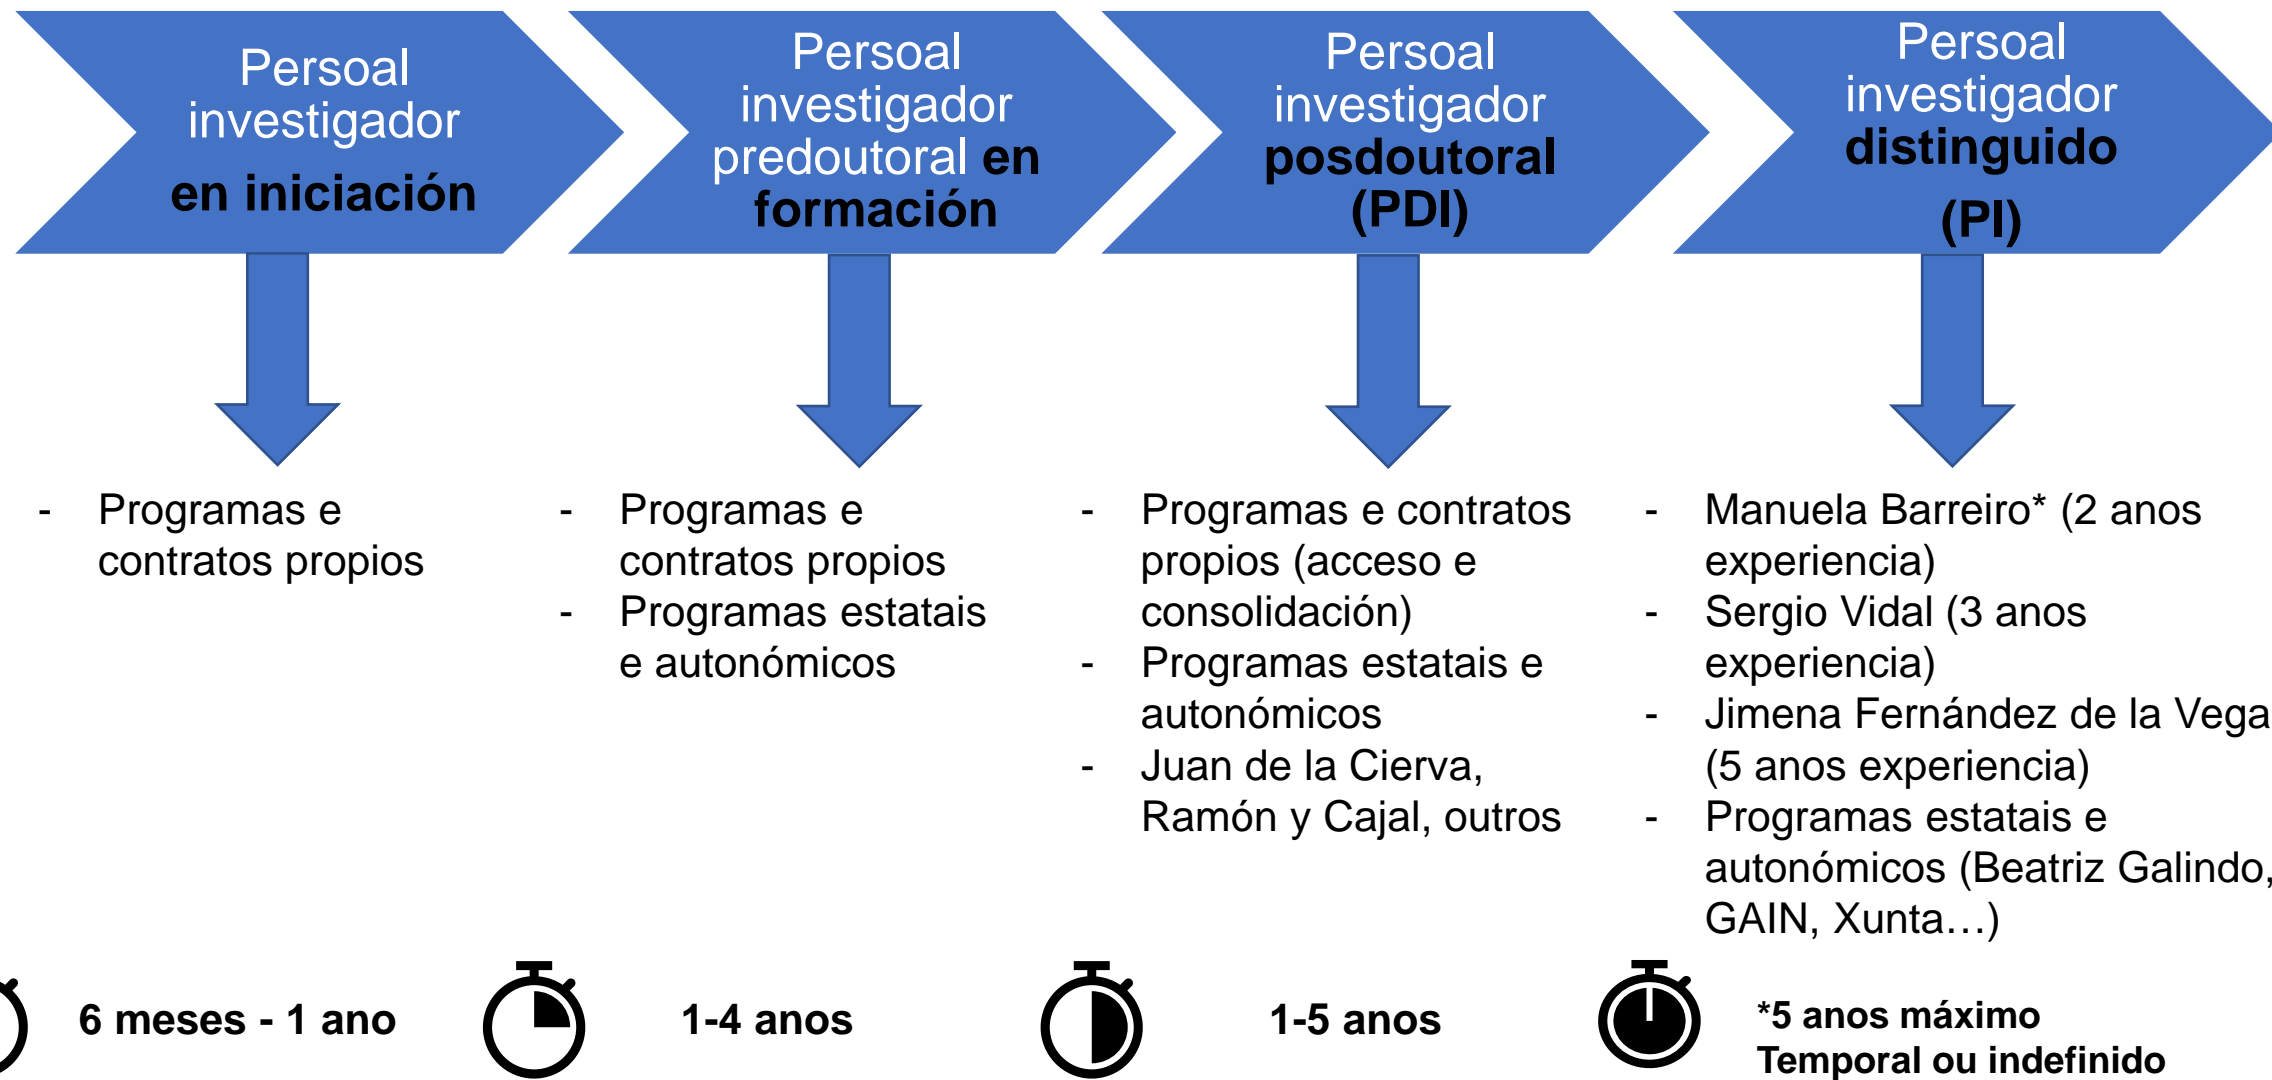 Persoal
investigador
en iniciación
Persoal
investigador
predoutoral en
formación
Persoal
investigador
posdoutoral
(PDI)
Persoal
investigador
distinguido
(PI)
- Programas e
contratos propios
- Programas e
contratos propios
- Programas estatais
e autonómicos
- Programas e contratos
propios (acceso e
consolidación)
- Programas estatais e
autonómicos
- Juan de la Cierva,
Ramón y Cajal, outros
- Manuela Barreiro* (2 anos
experiencia)
- Sergio Vidal (3 anos
experiencia)
- Jimena Fernández de la Vega
(5 anos experiencia)
- Programas estatais e
autonómicos (Beatriz Galindo,
GAIN, Xunta…)
6 meses - 1 ano
1-4 anos
1-5 anos
*5 anos máximo
Temporal ou indefinido